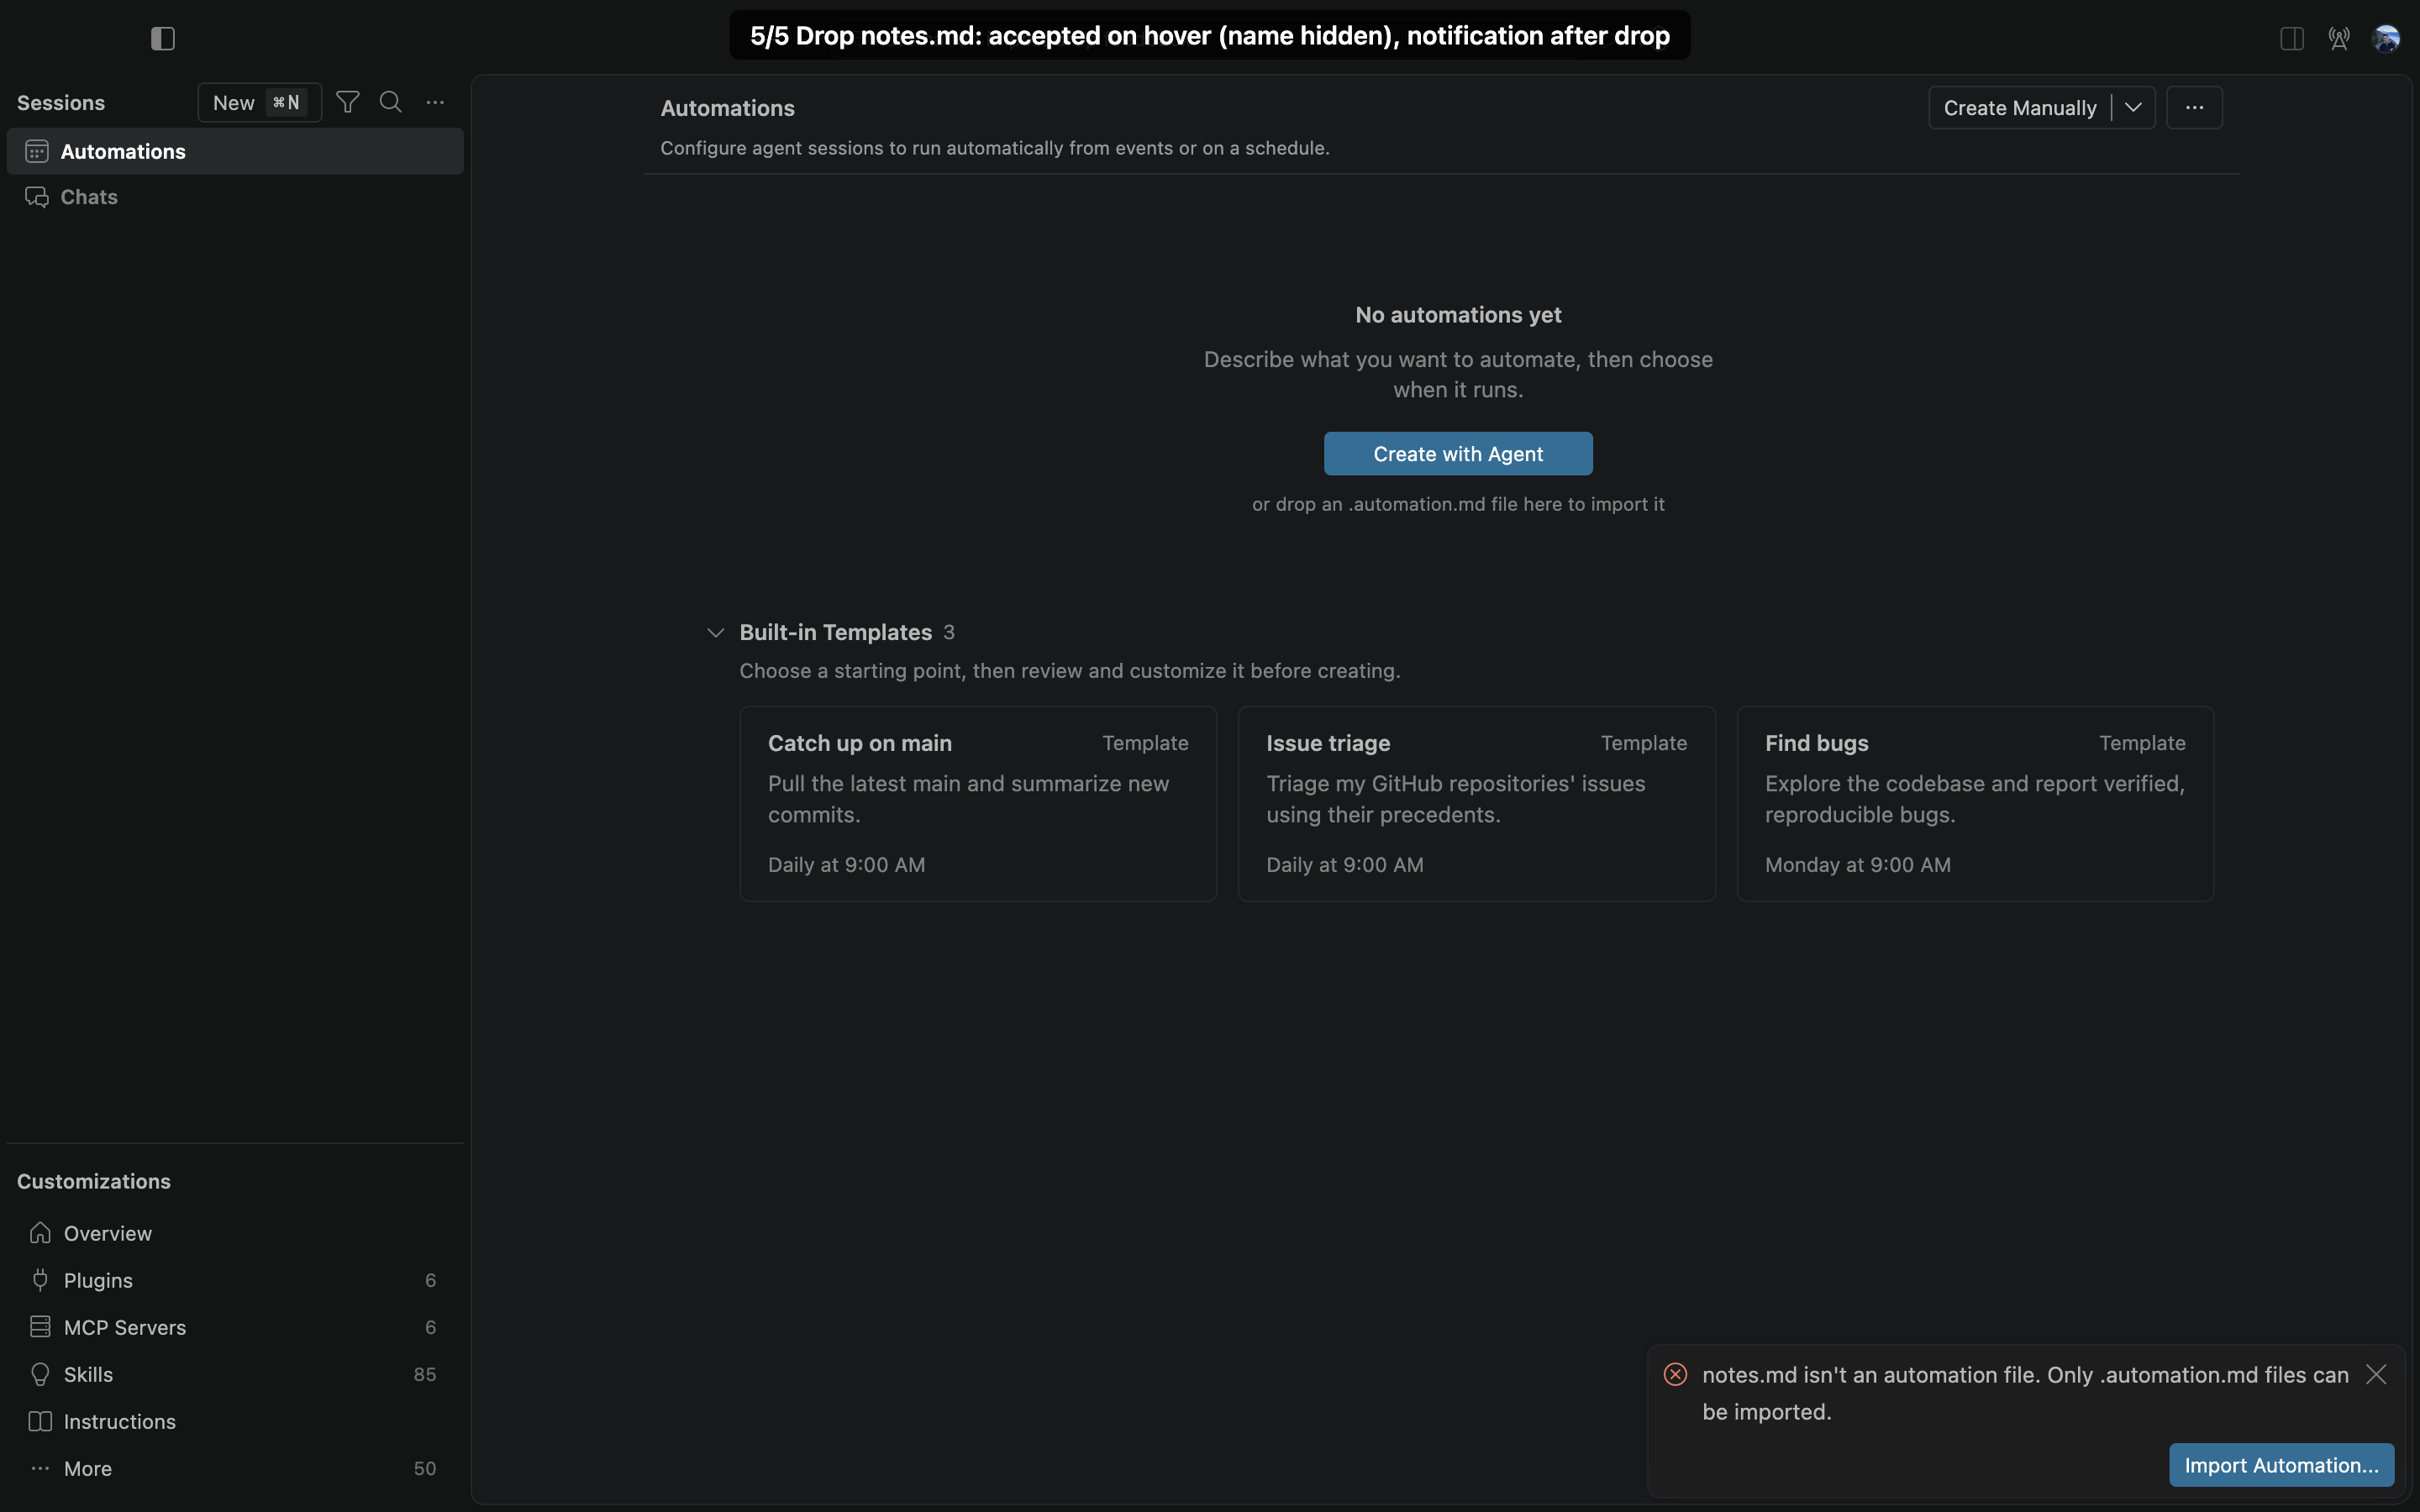 5/5 Drop notes.md: accepted on hover (name hidden), notification after drop
Sessions
New ⌘N
Automations
Chats
Automations
Configure agent sessions to run automatically from events or on a schedule.
Create Manually
No automations yet
Describe what you want to automate, then choose
when it runs.
Create with Agent
or drop an .automation.md file here to import it
Built-in Templates 3
Choose a starting point, then review and customize it before creating.
Catch up on main Template
Pull the latest main and summarize new
commits.
Daily at 9:00 AM
Issue triage Template
Triage my GitHub repositories' issues
using their precedents.
Daily at 9:00 AM
Find bugs Template
Explore the codebase and report verified,
reproducible bugs.
Monday at 9:00 AM
Customizations
Overview
Plugins 6
MCP Servers 6
Skills 85
Instructions
More 50
notes.md isn't an automation file. Only .automation.md files can
be imported.
Import Automation...